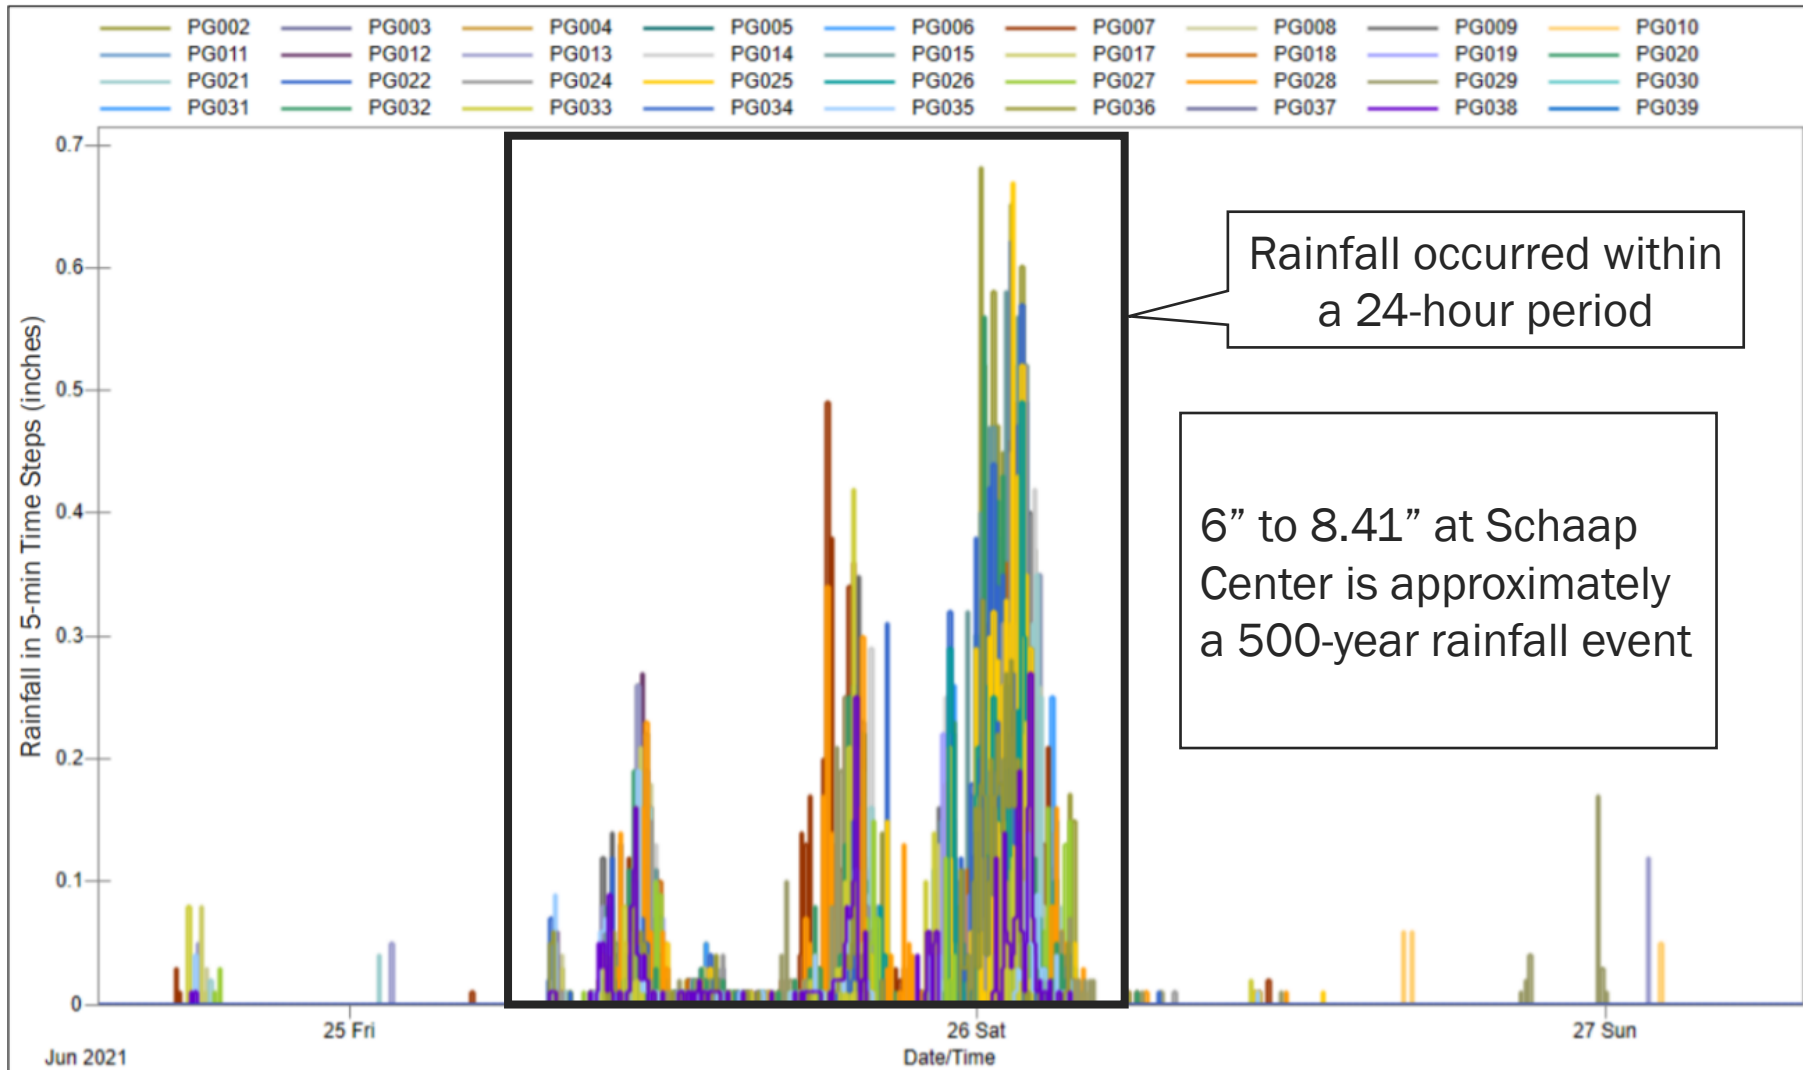 PG002 PG003 PG004 PG005 PG006 PG007 PG008 PG009 PG010
PG011 PG012 PG013 PG014 PG015 PG017 PG018 PG019 PG020
PG021 PG022 PG024 PG025 PG026 PG027 PG028 PG029 PG030
PG031 PG032 PG033 PG034 PG035 PG036 PG037 PG038 PG039
Rainfall in 5-min Time Steps (inches)
0.7
0.6
0.5
0.4
0.3
0.2
0.1
0
Rainfall occurred within
a 24-hour period
6” to 8.41” at Schaap
Center is approximately
a 500-year rainfall event
25 Fri 26 Sat 27 Sun
Jun 2021 Date/Time